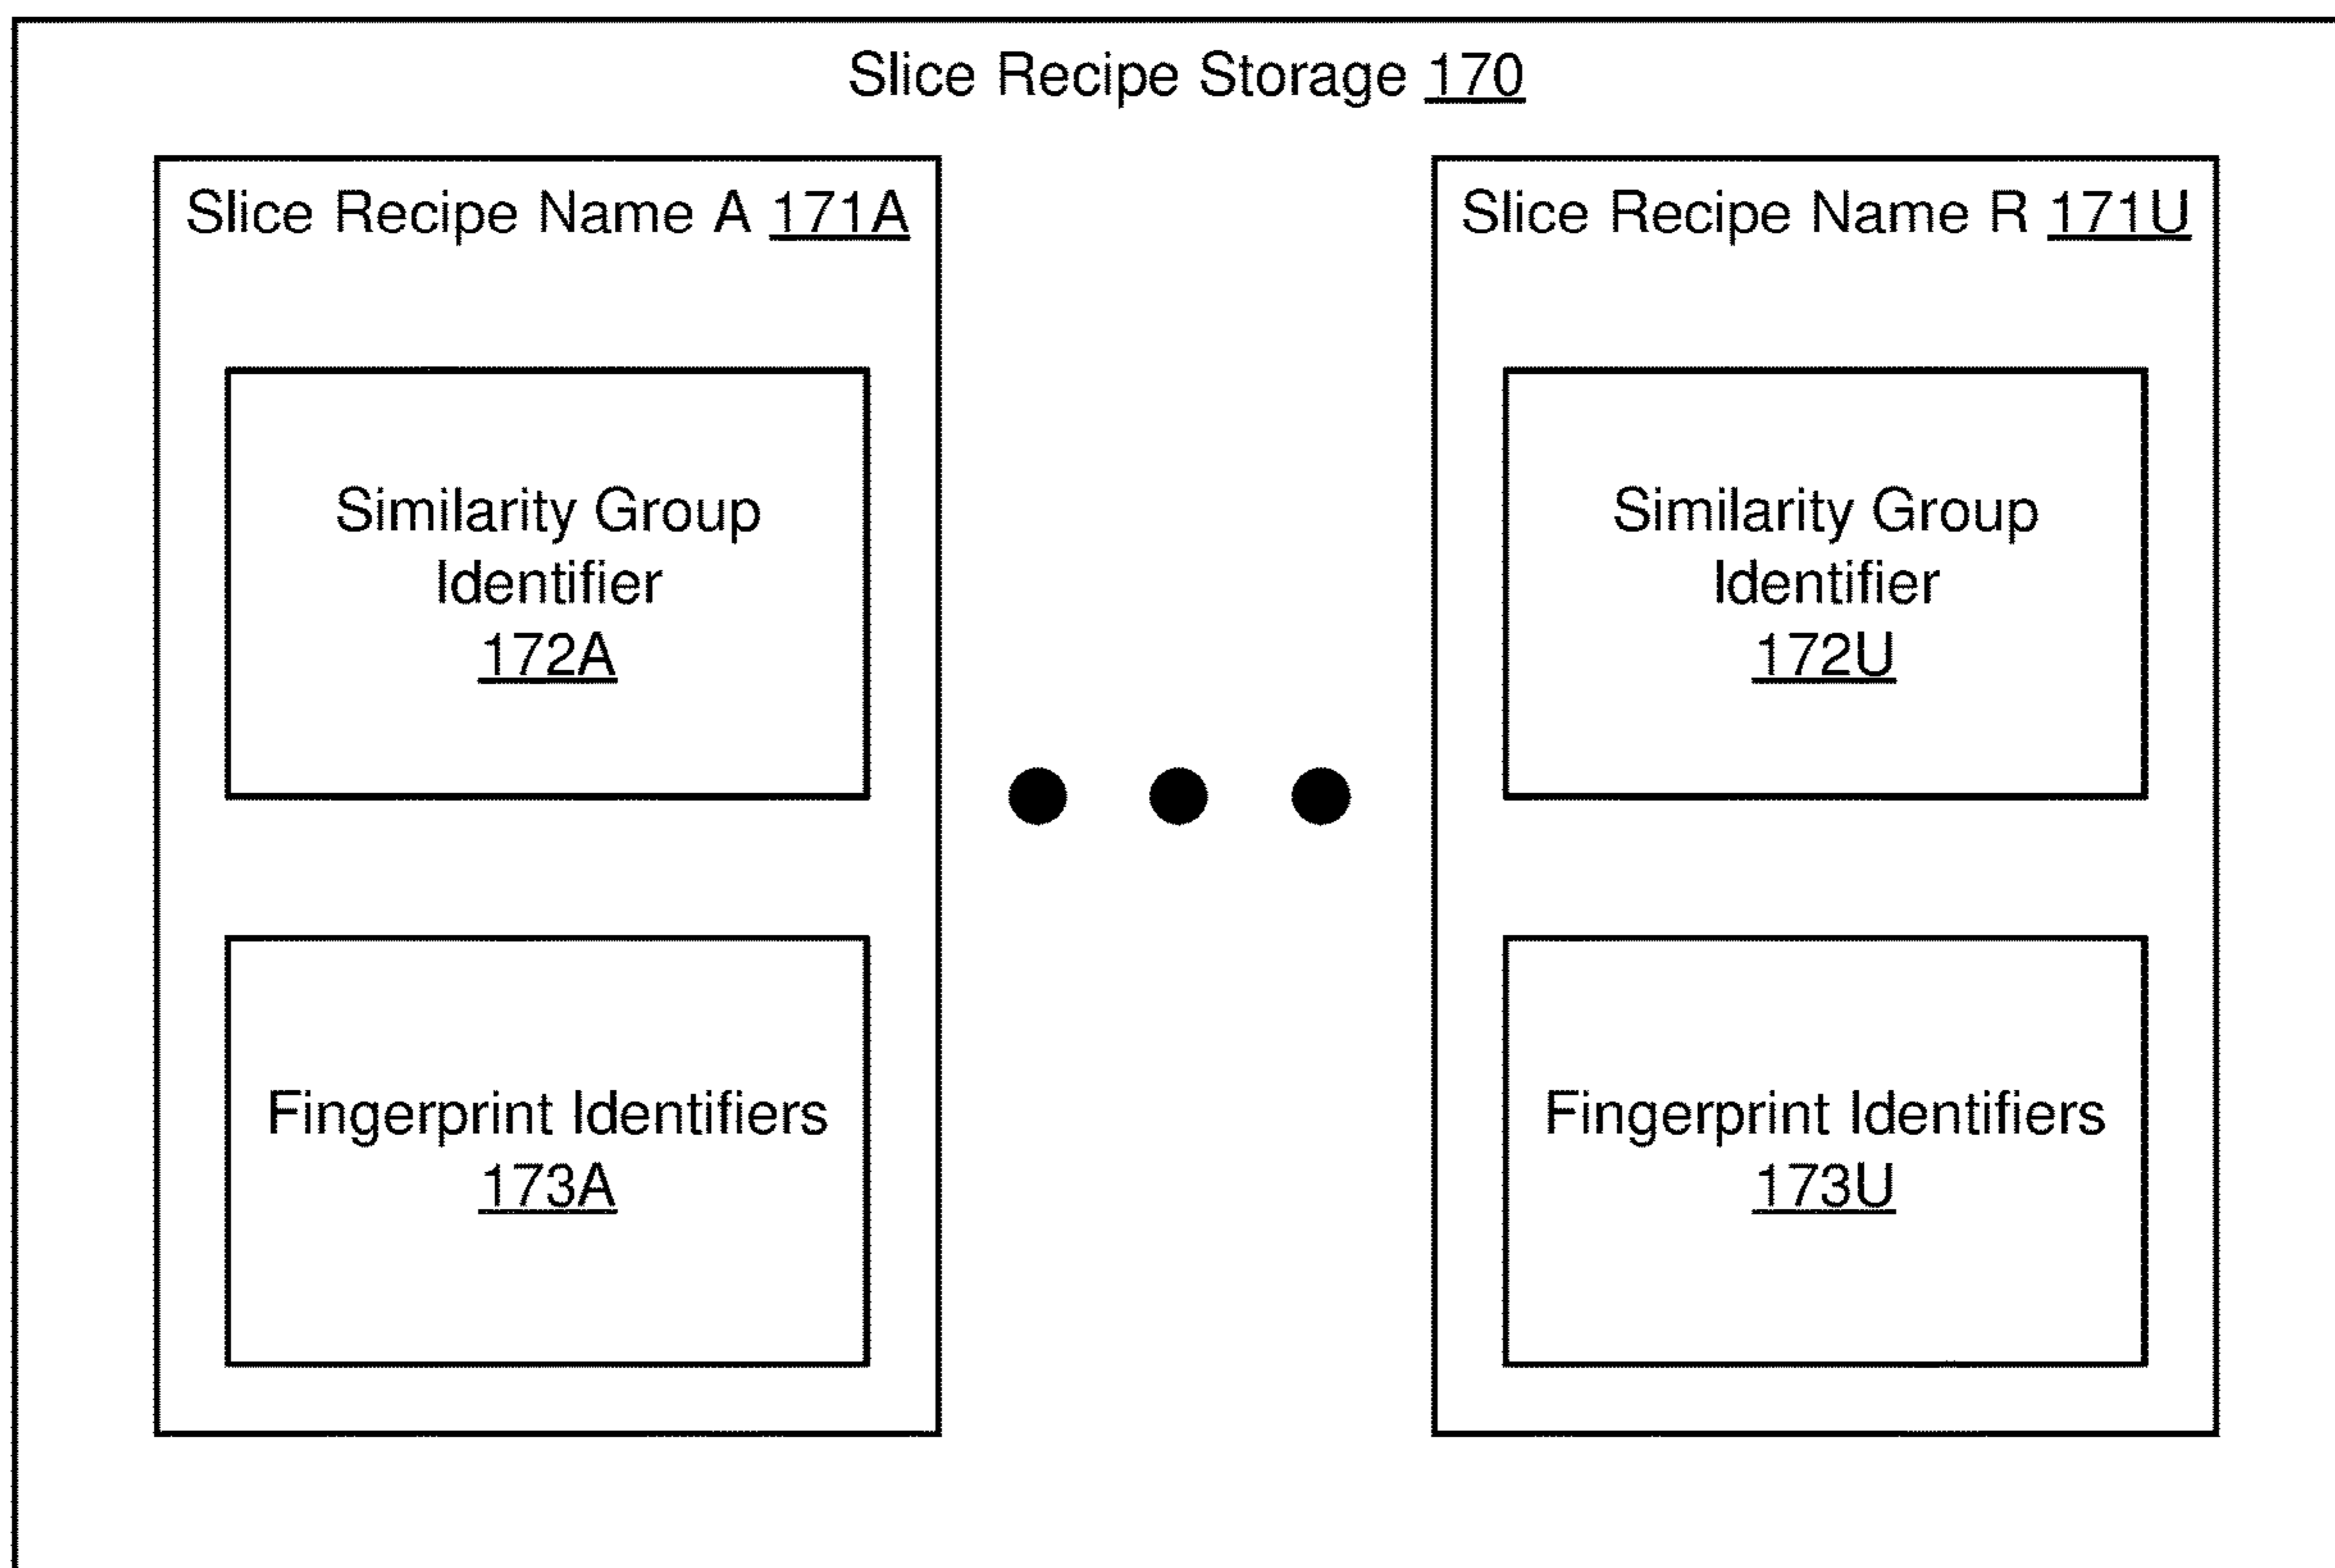 Slice Recipe Storage 170
Slice Recipe Name A 171A
Similarity Group
Identifier
172A
Fingerprint Identifiers
173A
Slice Recipe Name R 171U
Similarity Group
Identifier
172U
Fingerprint Identifiers
173U